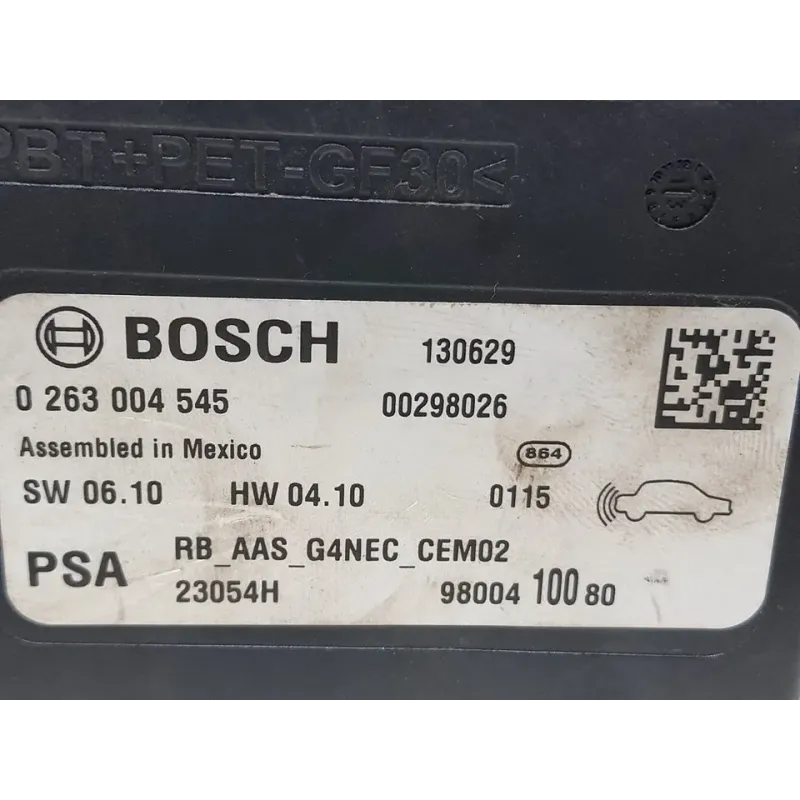 PBT+PET-GF30<
BOSCH 130629
0 263 004 545 00298026
Assembled in Mexico 864
SW 06.10 HW 04.10 0115
PSA RB_AAS_G4NEC_CEM02
23054H 98004 100 80